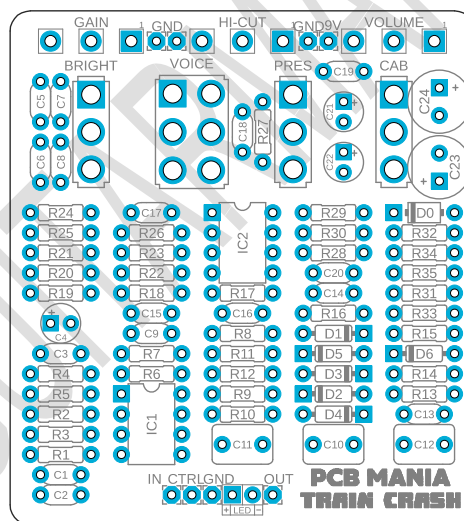 GAIN GND HI-CUT GND 9V VOLUME
1 1 1
BRIGHT VOICE PRES C19 CAB
C5 C7 C21 C24
C18 R27
C6 C8 C22 C23
R24 C17 R29 D0
R25 R26 IC2 R30 R32
R21 R23 R28 R34
R20 R22 C20 R35
R19 R18 R17 C14 R31
C4 C15 C16 R16 R33
C9 R8 D1 R15
C3 R7 R11 D5 D6
R4 R6 R12 D3 R14
R5 R9 D2 R13
R2 IC1 R10 D4 C13
R3 C11 C10 C12
R1
C1
C2
IN CTRL GND + LED − OUT
PCB MANIA
TRAIN CRASH